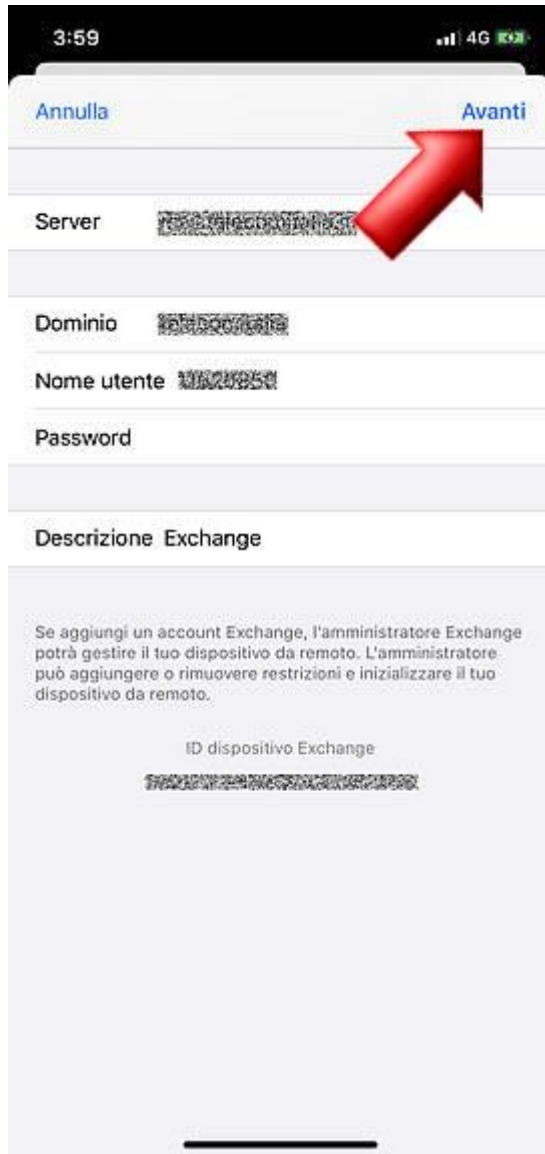 3:59 4G
Annulla Avanti
Server
Dominio
Nome utente
Password
Descrizione Exchange
Se aggiungi un account Exchange, l'amministratore Exchange
potrà gestire il tuo dispositivo da remoto. L'amministratore
può aggiungere o rimuovere restrizioni e inizializzare il tuo
dispositivo da remoto.
ID dispositivo Exchange